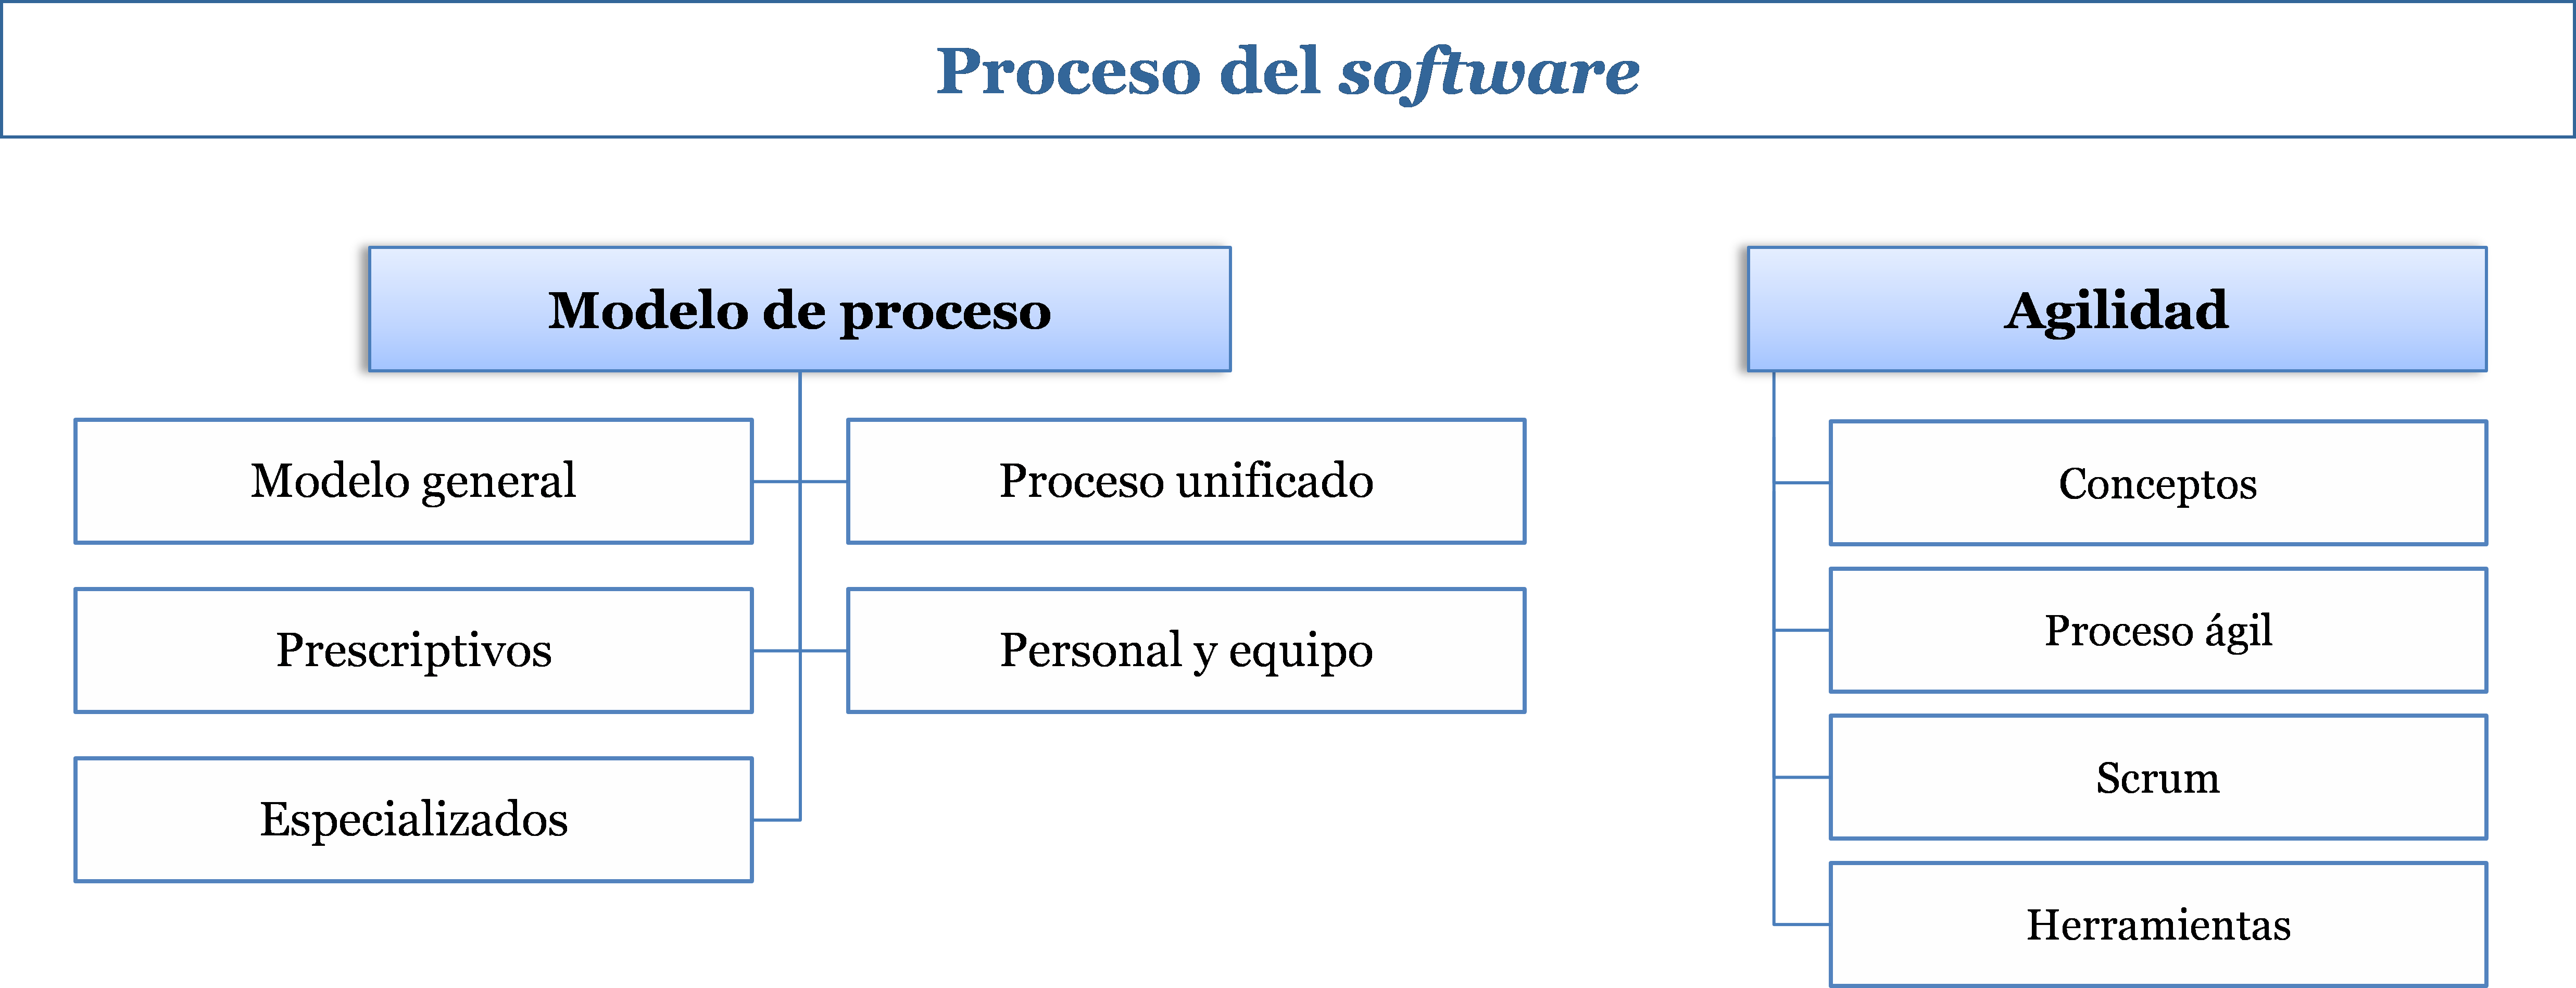 Proceso del software
Modelo de proceso
Modelo general
Proceso unificado
Prescriptivos
Personal y equipo
Especializados
Agilidad
Conceptos
Proceso ágil
Scrum
Herramientas